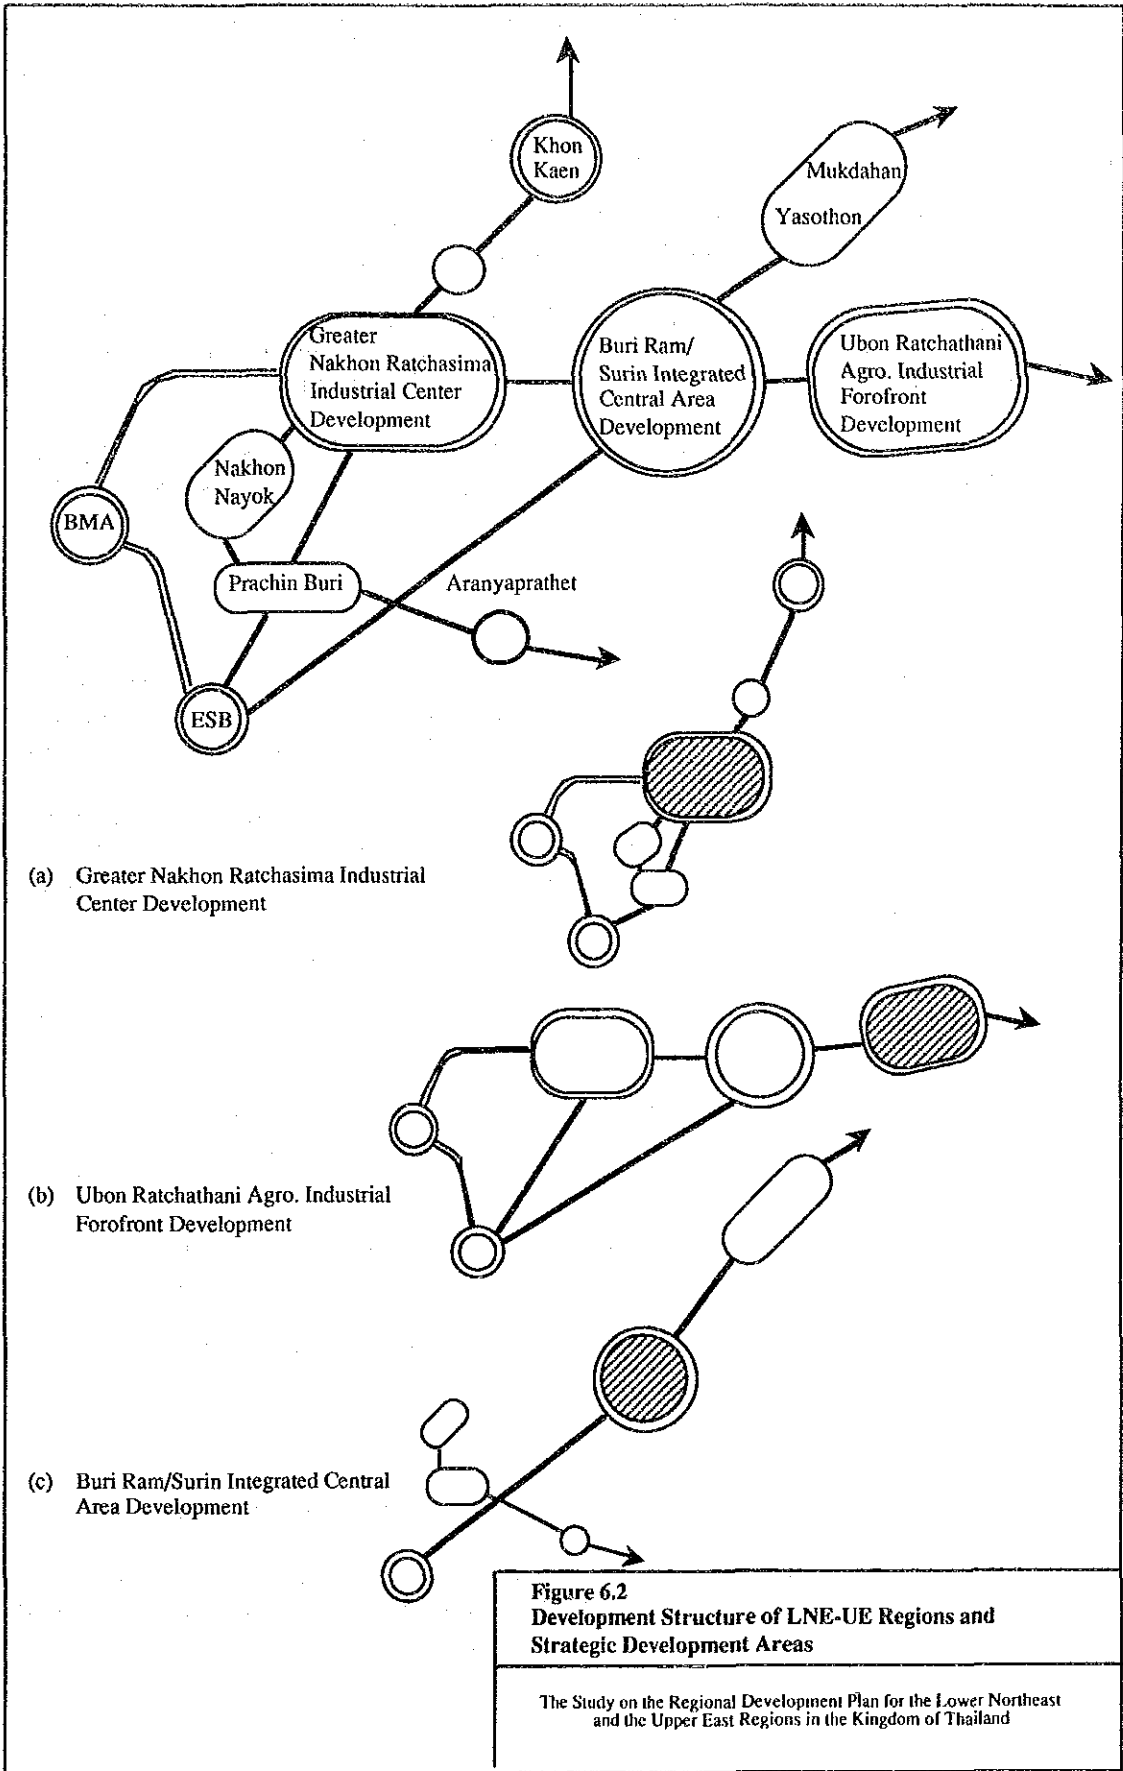 Khon
Kaen
Mukdahan
Yasothon
Greater
Nakhon Ratchasima
Industrial Center
Development
Buri Ram/
Surin Integrated
Central Area
Development
Ubon Ratchathani
Agro. Industrial
Forofront
Development
Nakhon
Nayok
BMA
Prachin Buri
Aranyaprathet
ESB
(a) Greater Nakhon Ratchasima Industrial
Center Development
(b) Ubon Ratchathani Agro. Industrial
Forofront Development
(c) Buri Ram/Surin Integrated Central
Area Development
Figure 6.2
Development Structure of LNE-UE Regions and
Strategic Development Areas
The Study on the Regional Development Plan for the Lower Northeast
and the Upper East Regions in the Kingdom of Thailand